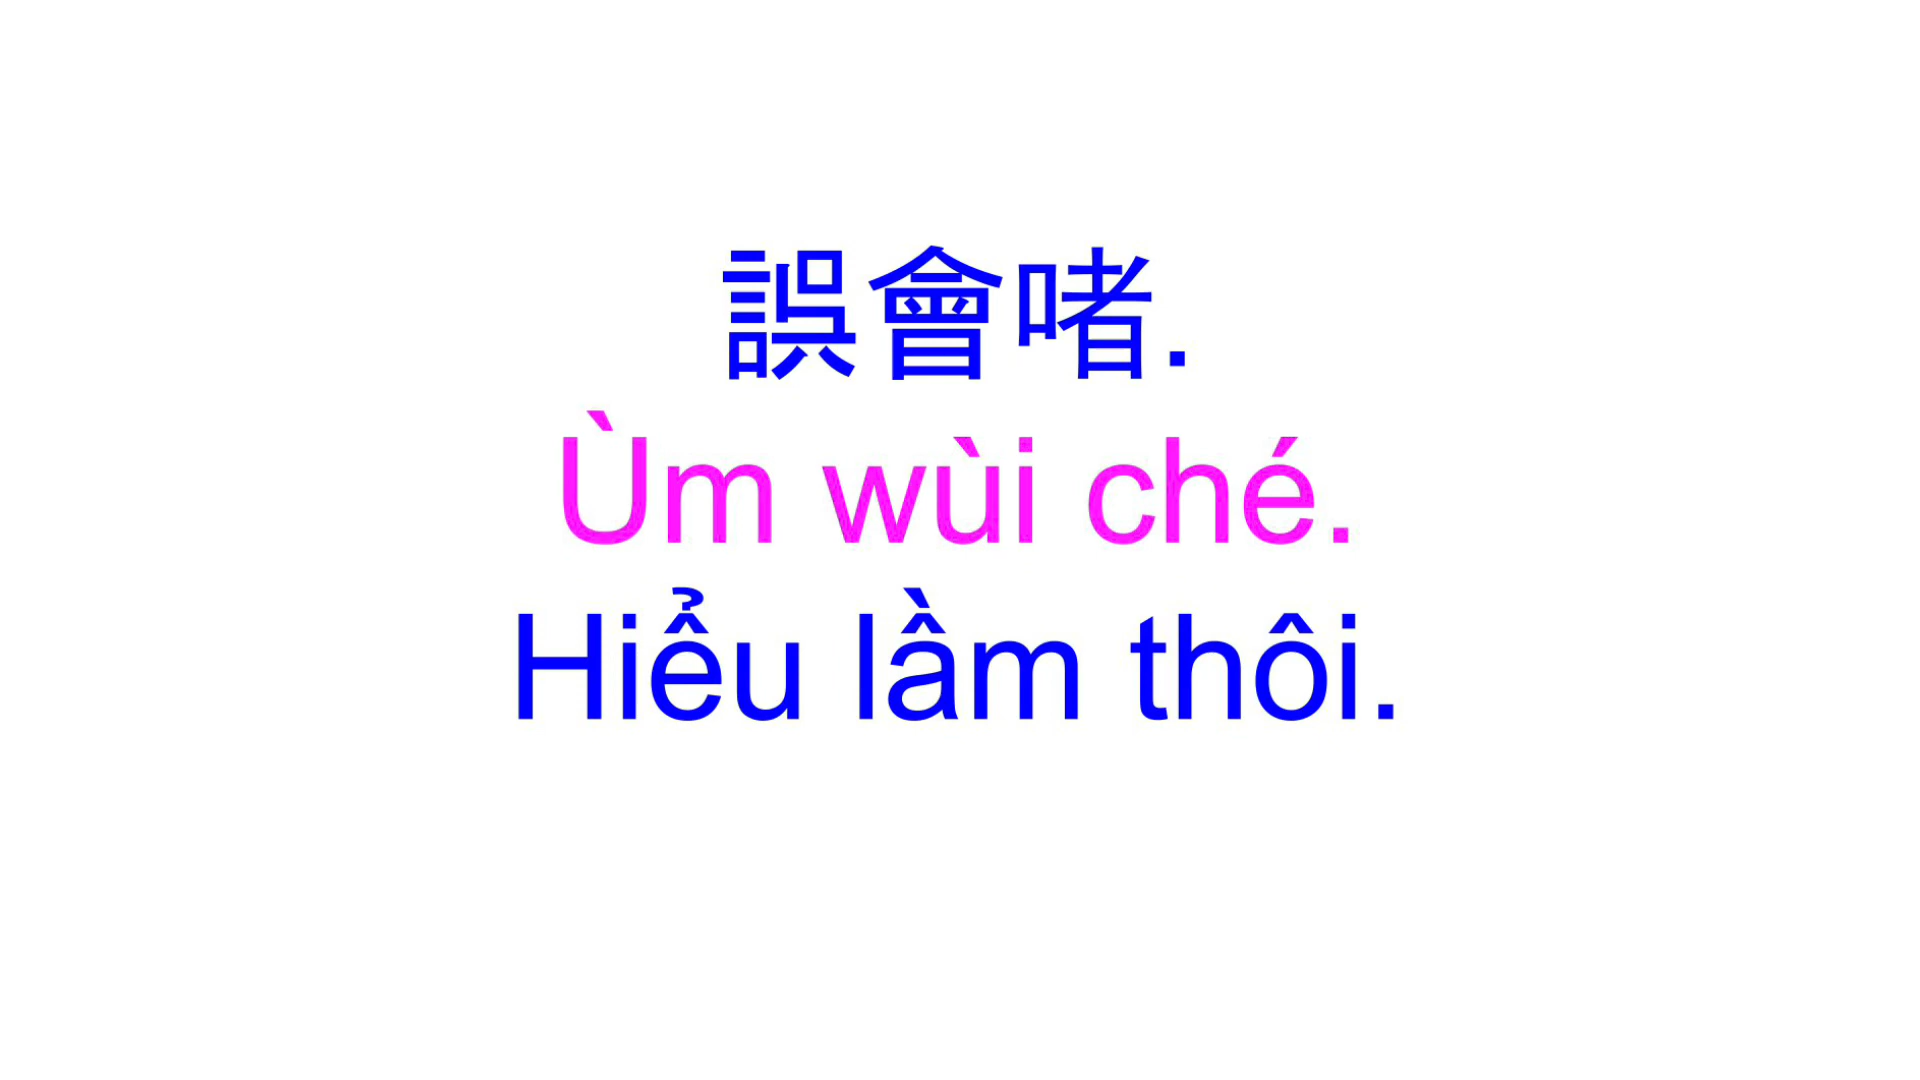 誤會啫.
Ùm wùi ché.
Hiểu lầm thôi.